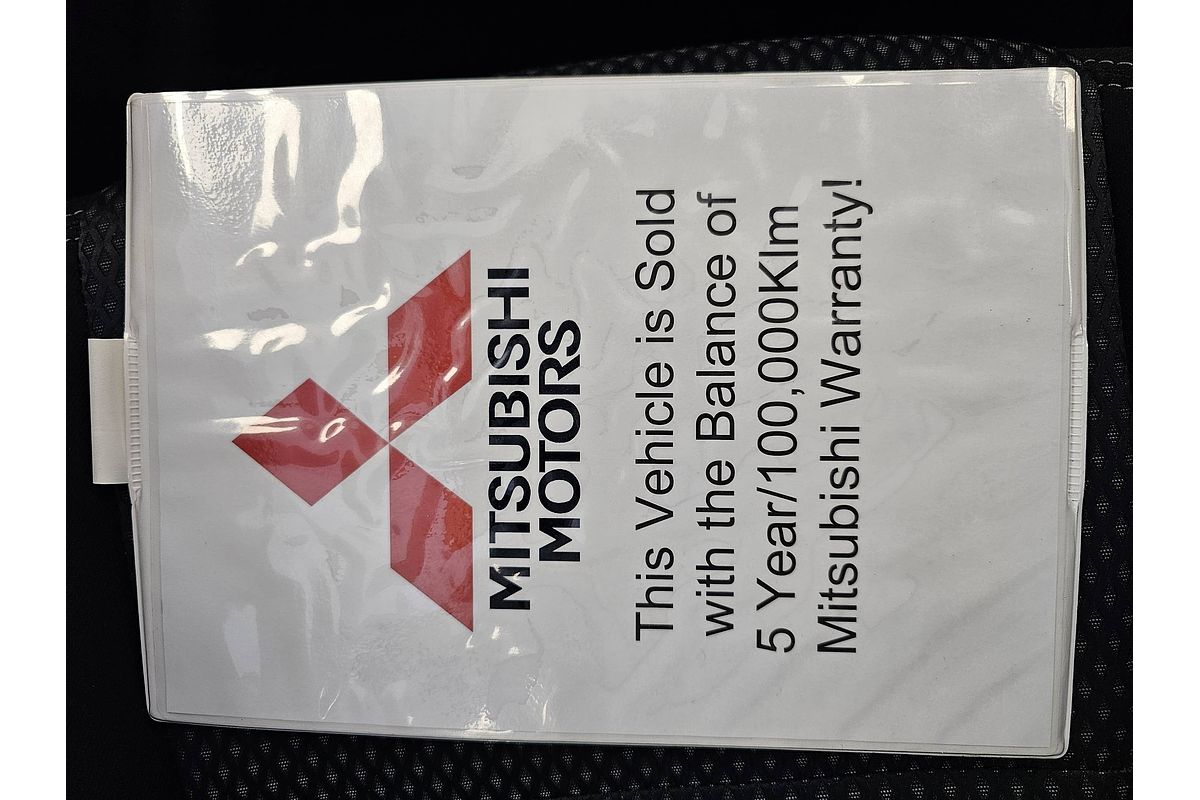 MITSUBISHI
MOTORS
This Vehicle is Sold
with the Balance of
5 Year/100,000Klm
Mitsubishi Warranty!